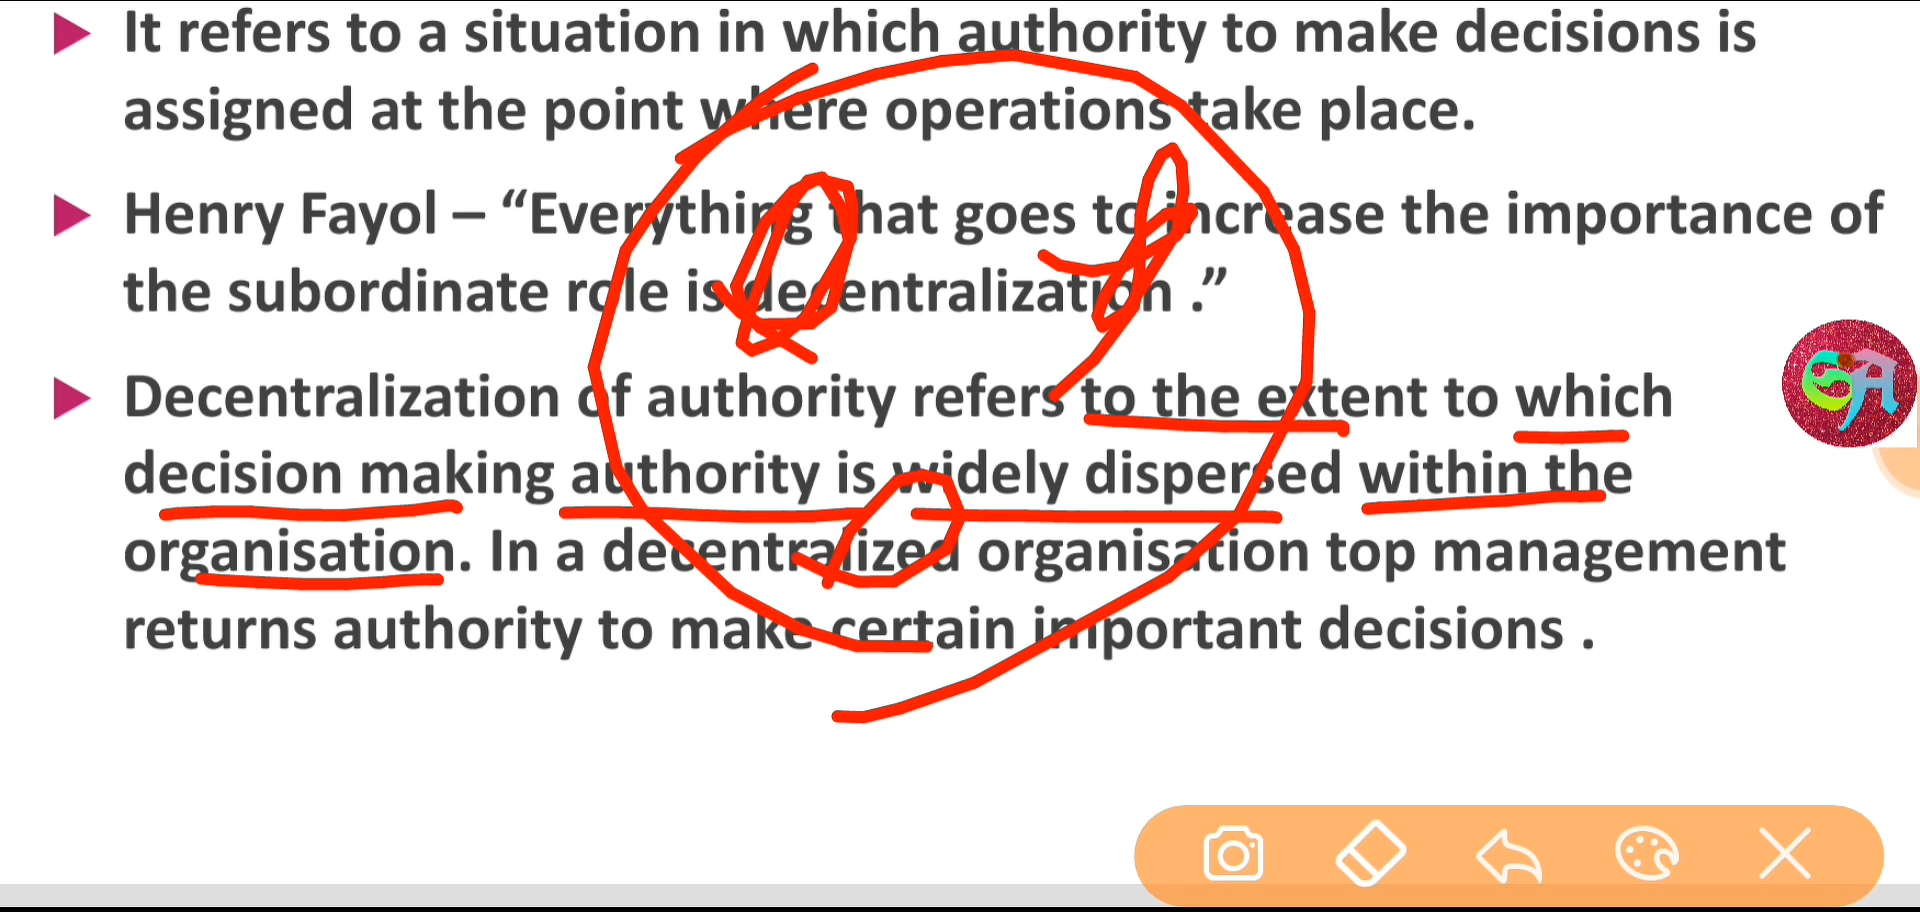 It refers to a situation in which authority to make decisions is
assigned at the point where operations take place.
Henry Fayol – “Everything that goes to increase the importance of
the subordinate role is decentralization .”
Decentralization of authority refers to the extent to which
decision making authority is widely dispersed within the
organisation. In a decentralized organisation top management
returns authority to make certain important decisions .